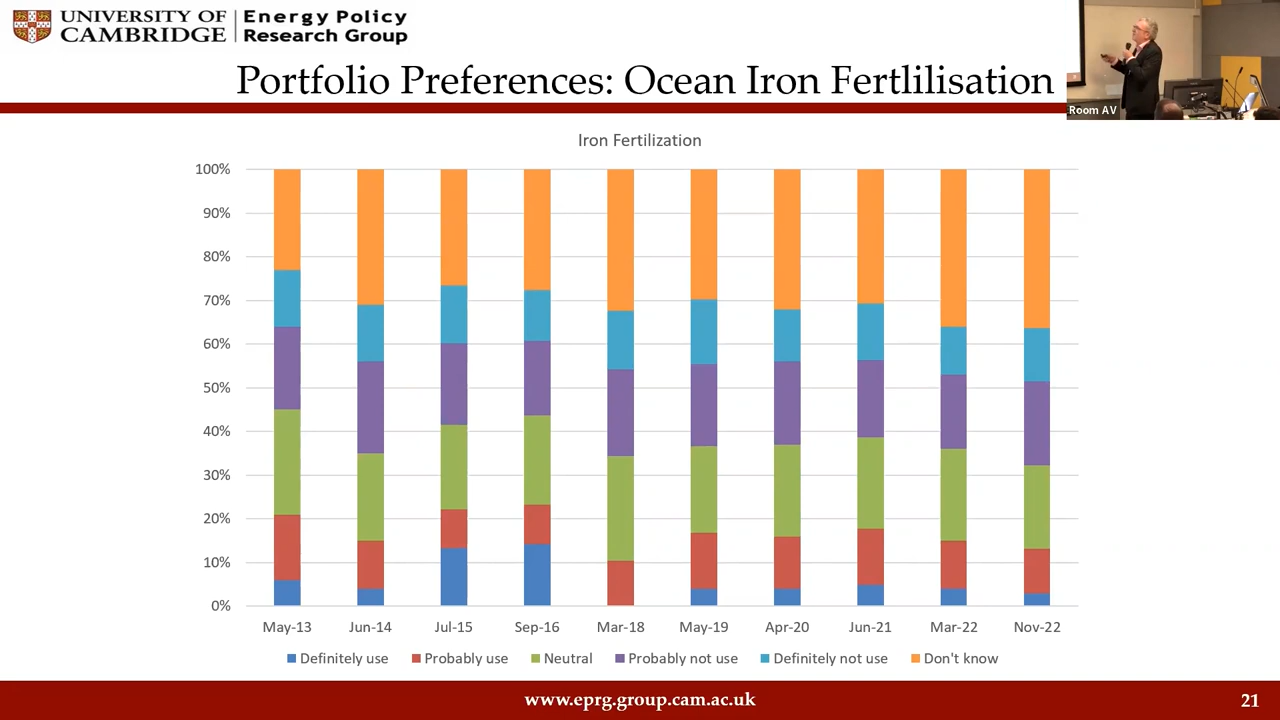 UNIVERSITY OF
CAMBRIDGE
Energy Policy
Research Group
Portfolio Preferences: Ocean Iron Fertlilisation
Room AV
Iron Fertilization
100%
90%
80%
70%
60%
50%
40%
30%
20%
10%
0%
May-13 Jun-14 Jul-15 Sep-16 Mar-18 May-19 Apr-20 Jun-21 Mar-22 Nov-22
Definitely use Probably use Neutral Probably not use Definitely not use Don't know
www.eprg.group.cam.ac.uk
21